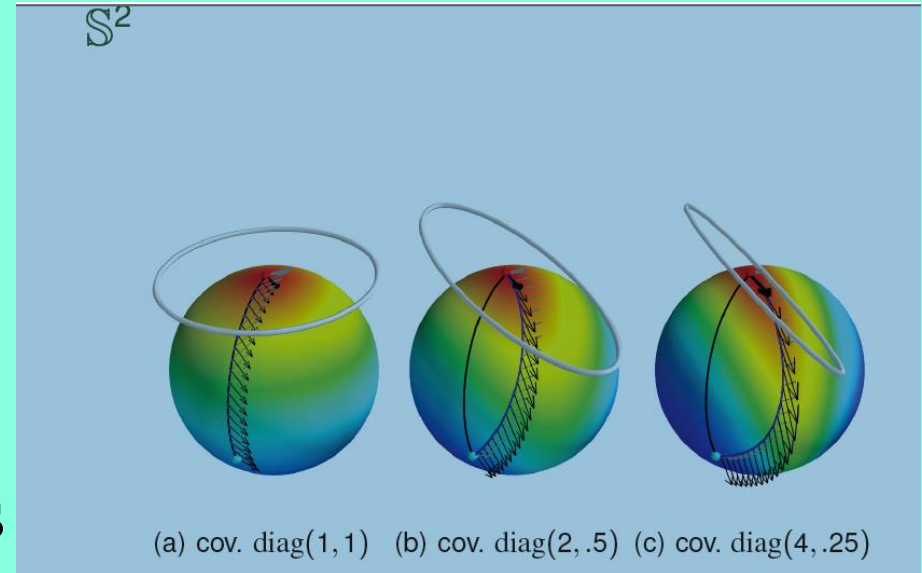 𝕊²
(a) cov. diag(1, 1) (b) cov. diag(2, .5) (c) cov. diag(4, .25)